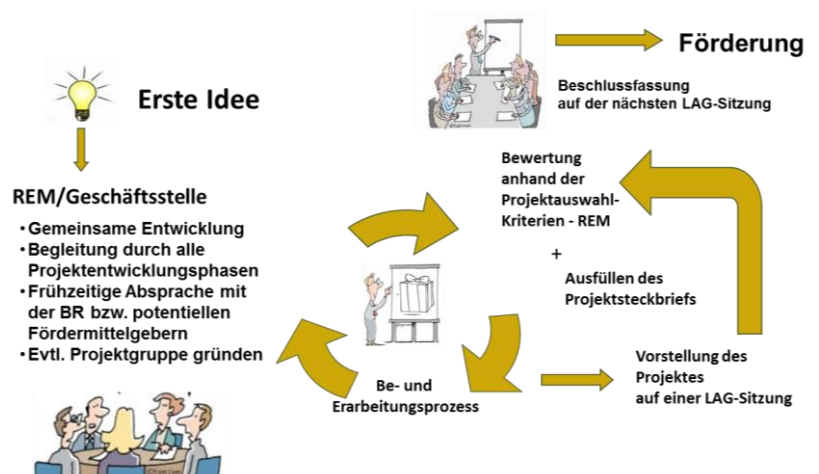 Erste Idee
REM/Geschäftsstelle
• Gemeinsame Entwicklung
• Begleitung durch alle
Projektentwicklungsphasen
• Frühzeitige Absprache mit
der BR bzw. potentiellen
Fördermittelgebern
• Evtl. Projektgruppe gründen
Be- und
Erarbeitungsprozess
Vorstellung des
Projektes
auf einer LAG-Sitzung
Bewertung
anhand der
Projektauswahl-
Kriterien - REM
+
Ausfüllen des
Projektsteckbriefs
Beschlussfassung
auf der nächsten LAG-Sitzung
Förderung